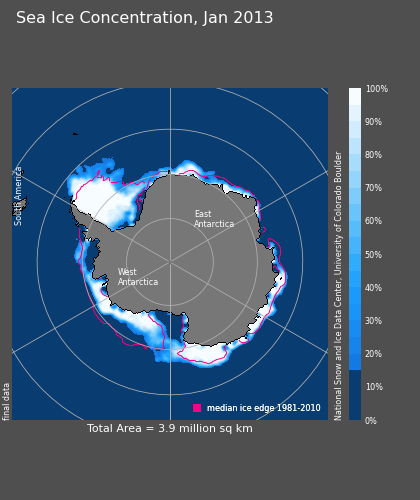 Sea Ice Concentration, Jan 2013
100%
90%
80%
70%
60%
50%
40%
30%
20%
10%
0%
South America
East
Antarctica
West
Antarctica
National Snow and Ice Data Center, University of Colorado Boulder
final data
median ice edge 1981-2010
Total Area = 3.9 million sq km